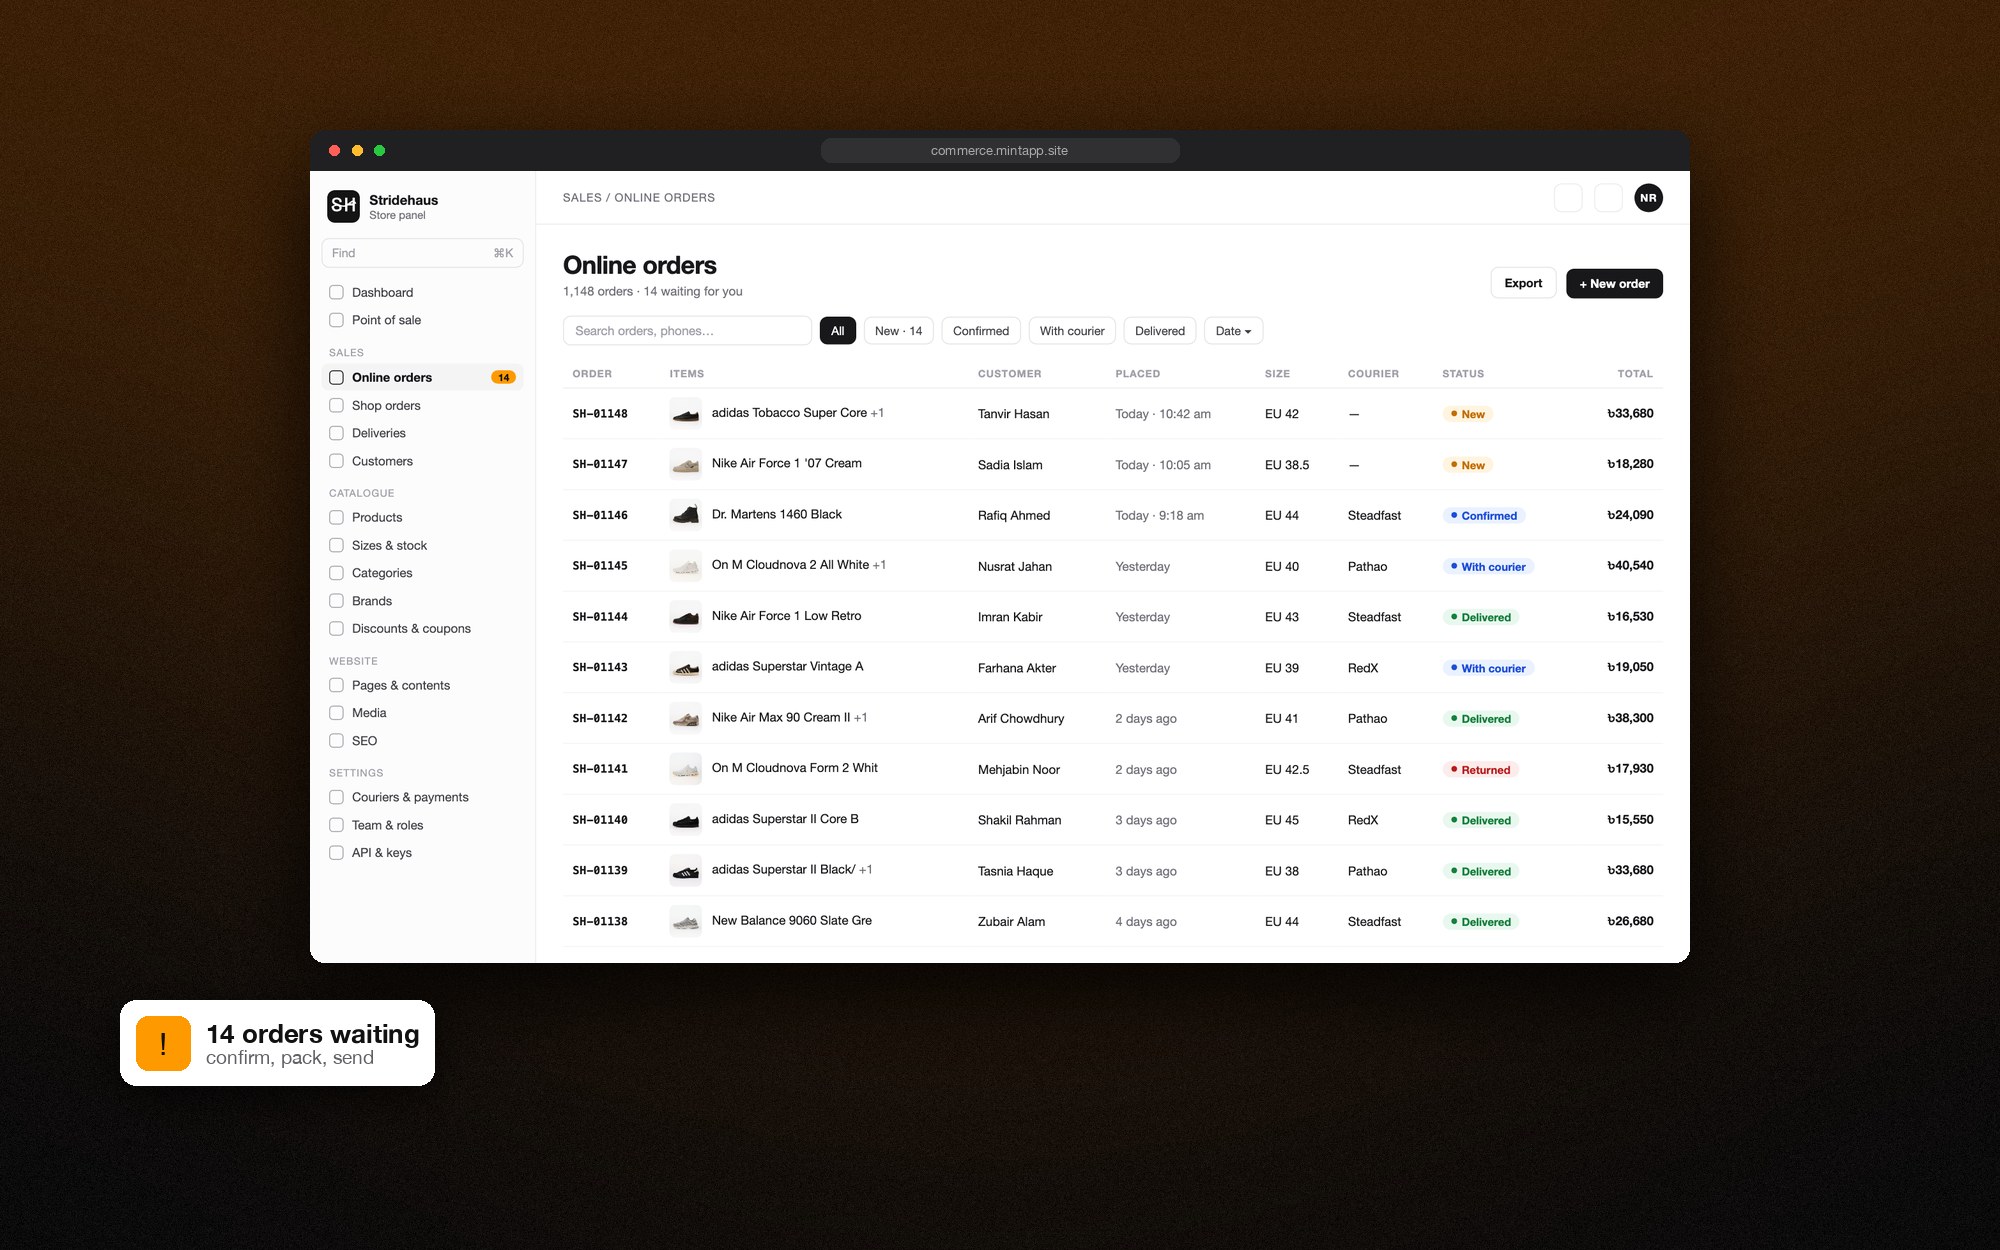 commerce.mintapp.site
SH
Stridehaus
Store panel
Find ⌘K
Dashboard
Point of sale
SALES
Online orders 14
Shop orders
Deliveries
Customers
CATALOGUE
Products
Sizes & stock
Categories
Brands
Discounts & coupons
WEBSITE
Pages & contents
Media
SEO
SETTINGS
Couriers & payments
Team & roles
API & keys
SALES / ONLINE ORDERS
NR
Online orders
1,148 orders · 14 waiting for you
Export
+ New order
Search orders, phones… All New · 14 Confirmed With courier Delivered Date
ORDER ITEMS CUSTOMER PLACED SIZE COURIER STATUS TOTAL
SH-01148 adidas Tobacco Super Core +1 Tanvir Hasan Today · 10:42 am EU 42 — New ৳33,680
SH-01147 Nike Air Force 1 '07 Cream Sadia Islam Today · 10:05 am EU 38.5 — New ৳18,280
SH-01146 Dr. Martens 1460 Black Rafiq Ahmed Today · 9:18 am EU 44 Steadfast Confirmed ৳24,090
SH-01145 On M Cloudnova 2 All White +1 Nusrat Jahan Yesterday EU 40 Pathao With courier ৳40,540
SH-01144 Nike Air Force 1 Low Retro Imran Kabir Yesterday EU 43 Steadfast Delivered ৳16,530
SH-01143 adidas Superstar Vintage A Farhana Akter Yesterday EU 39 RedX With courier ৳19,050
SH-01142 Nike Air Max 90 Cream II +1 Arif Chowdhury 2 days ago EU 41 Pathao Delivered ৳38,300
SH-01141 On M Cloudnova Form 2 Whit Mehjabin Noor 2 days ago EU 42.5 Steadfast Returned ৳17,930
SH-01140 adidas Superstar II Core B Shakil Rahman 3 days ago EU 45 RedX Delivered ৳15,550
SH-01139 adidas Superstar II Black/ +1 Tasnia Haque 3 days ago EU 38 Pathao Delivered ৳33,680
SH-01138 New Balance 9060 Slate Gre Zubair Alam 4 days ago EU 44 Steadfast Delivered ৳26,680
!
14 orders waiting
confirm, pack, send